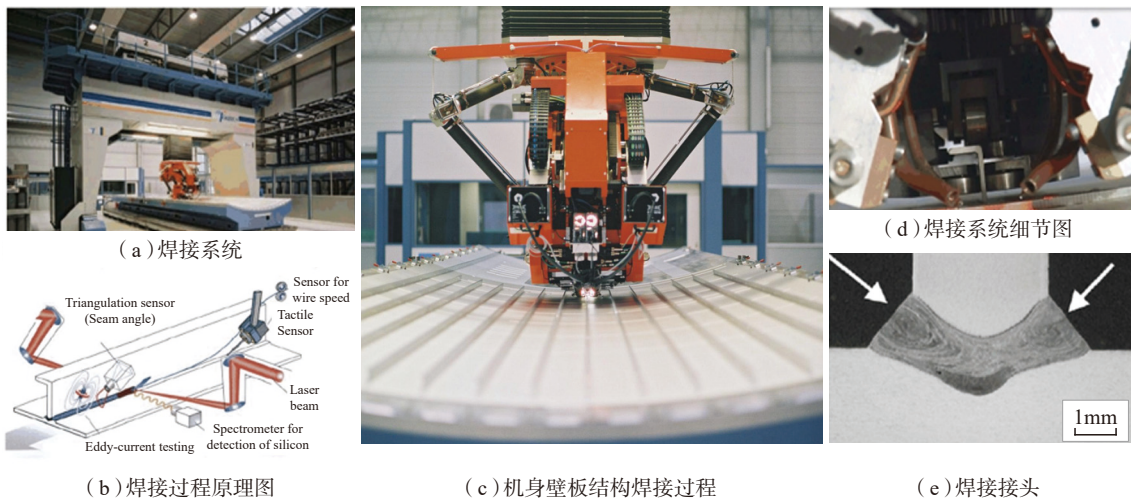 （a）焊接系统
Triangulation sensor
(Seam angle)
Sensor for
wire speed
Tactile
Sensor
Laser
beam
Spectrometer for
detection of silicon
Eddy-current testing
（b）焊接过程原理图
（c）机身壁板结构焊接过程
（d）焊接系统细节图
1mm
（e）焊接接头